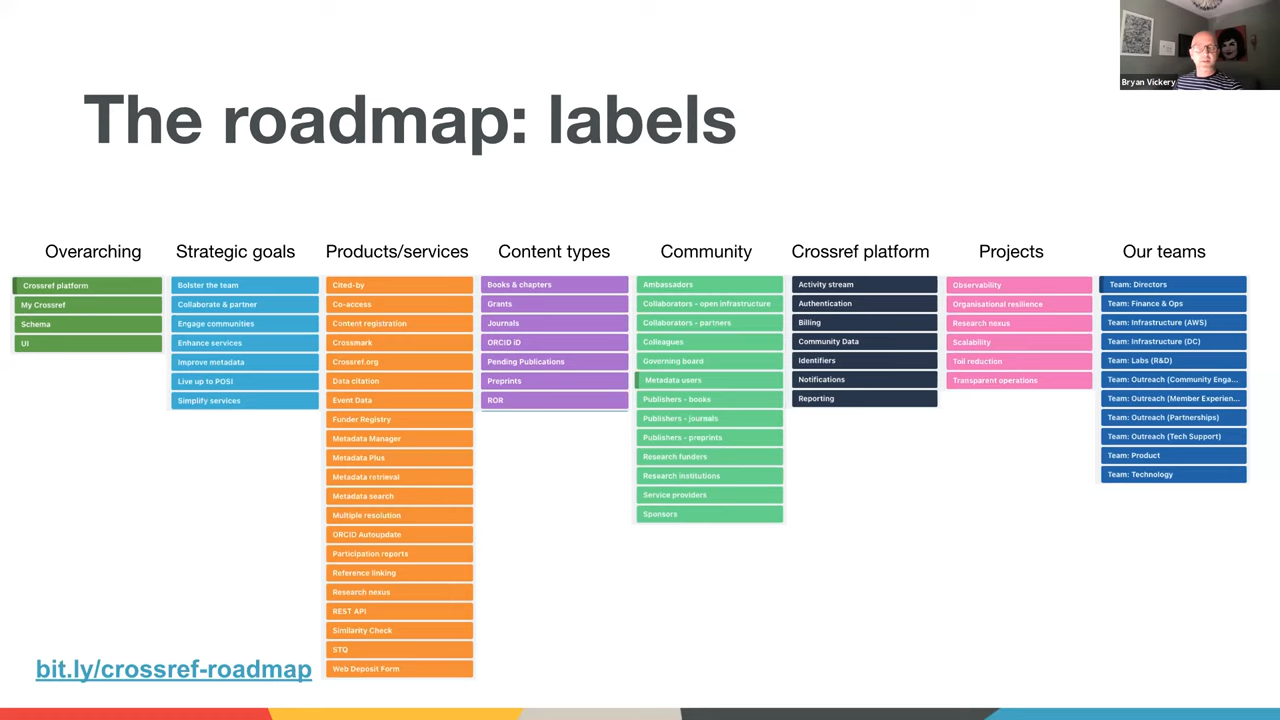 Bryan Vickery
The roadmap: labels
Overarching
Crossref platform
My Crossref
Schema
UI
Strategic goals
Bolster the team
Collaborate & partner
Engage communities
Enhance services
Improve metadata
Live up to POSI
Simplify services
Products/services
Cited-by
Co-access
Content registration
Crossmark
Crossref.org
Data citation
Event Data
Funder Registry
Metadata Manager
Metadata Plus
Metadata retrieval
Metadata search
Multiple resolution
ORCID Autoupdate
Participation reports
Reference linking
Research nexus
REST API
Similarity Check
STQ
Web Deposit Form
Content types
Books & chapters
Grants
Journals
ORCID iD
Pending Publications
Preprints
ROR
Community
Ambassadors
Collaborators - open infrastructure
Collaborators - partners
Colleagues
Governing board
Metadata users
Publishers - books
Publishers - journals
Publishers - preprints
Research funders
Research institutions
Service providers
Sponsors
Crossref platform
Activity stream
Authentication
Billing
Community Data
Identifiers
Notifications
Reporting
Projects
Observability
Organisational resilience
Research nexus
Scalability
Toil reduction
Transparent operations
Our teams
Team: Directors
Team: Finance & Ops
Team: Infrastructure (AWS)
Team: Infrastructure (DC)
Team: Labs (R&D)
Team: Outreach (Community Enga...
Team: Outreach (Member Experien...
Team: Outreach (Partnerships)
Team: Outreach (Tech Support)
Team: Product
Team: Technology
bit.ly/crossref-roadmap